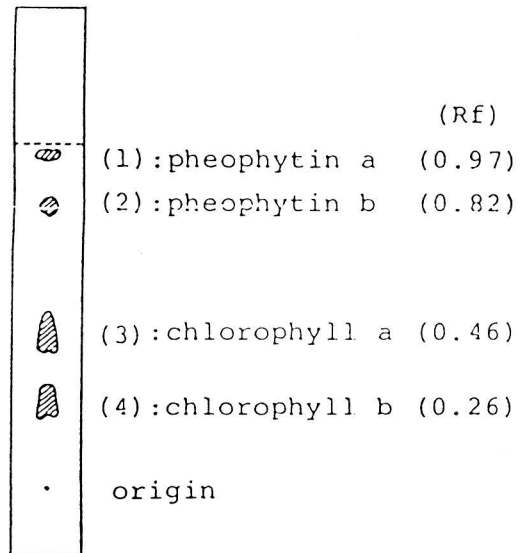 (Rf)
(1):pheophytin a (0.97)
(2):pheophytin b (0.82)
(3):chlorophyll a (0.46)
(4):chlorophyll b (0.26)
origin